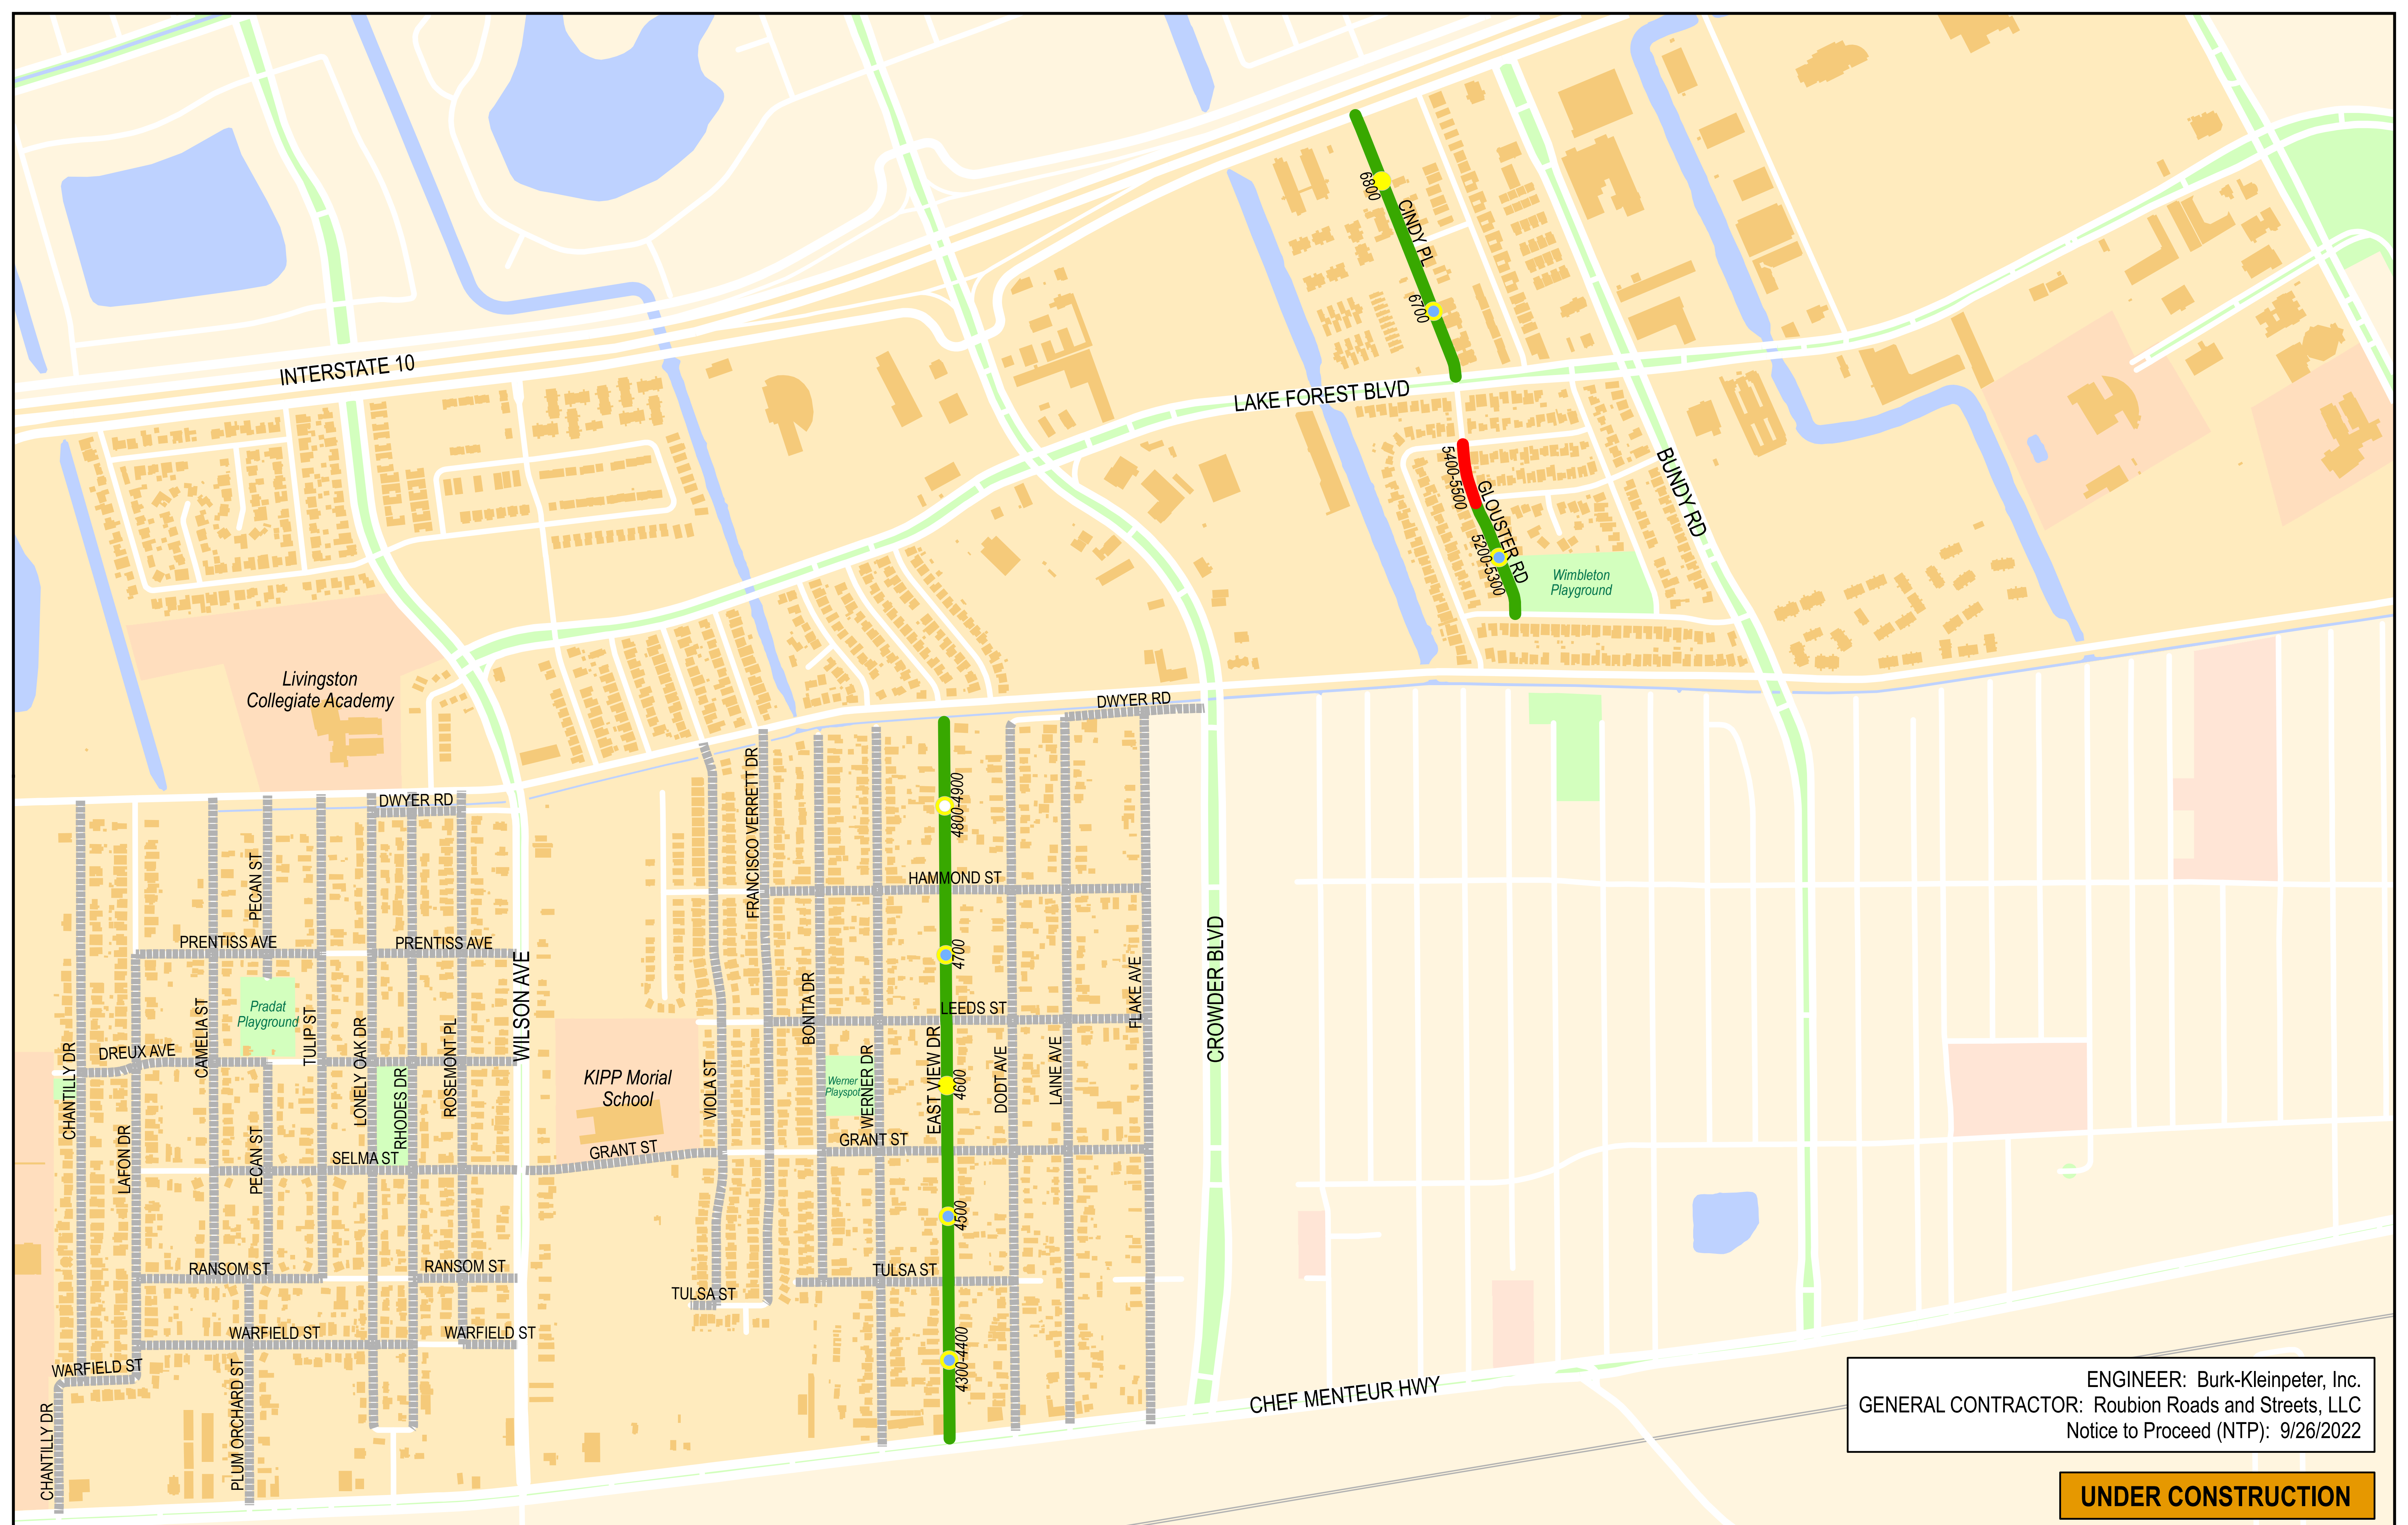 6800
CINDY PL
6700
INTERSTATE 10
LAKE FOREST BLVD
5400-5500
GLOUSTER RD
BUNDY RD
5200-5300
Wimbleton
Playground
Livingston
Collegiate Academy
DWYER RD
DWYER RD
FRANCISCO VERRETT DR
4800-4900
HAMMOND ST
PECAN ST
PRENTISS AVE
PRENTISS AVE
4700
WILSON AVE
CROWDER BLVD
Pradat
Playground
CAMELIA ST
TULIP ST
BONITA DR
LEEDS ST
FLAKE AVE
DREUX AVE
CHANTILLY DR
LONELY OAK DR
RHODES DR
ROSEMONT PL
KIPP Morial
School
VIOLA ST
Werner
Playspot
WERNER DR
EAST VIEW DR
4600
DODT AVE
LAINE AVE
LAFON DR
PECAN ST
SELMA ST
GRANT ST
GRANT ST
4500
RANSOM ST
RANSOM ST
TULSA ST
TULSA ST
WARFIELD ST
WARFIELD ST
4300-4400
WARFIELD ST
CHANTILLY DR
PLUM ORCHARD ST
CHEF MENTEUR HWY
ENGINEER: Burk-Kleinpeter, Inc.
GENERAL CONTRACTOR: Roubion Roads and Streets, LLC
Notice to Proceed (NTP): 9/26/2022
UNDER CONSTRUCTION